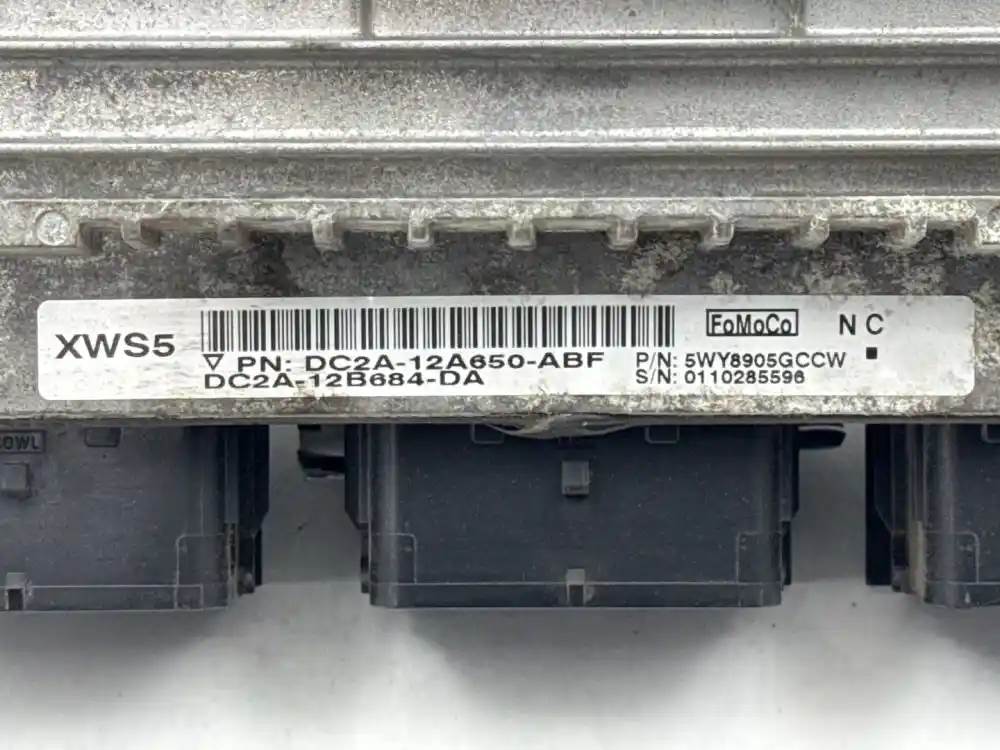 XWS5
▽ PN: DC2A-12A650-ABF
DC2A-12B684-DA
FoMoCo
N C
P/N: 5WY8905GCCW
S/N: 0110285596